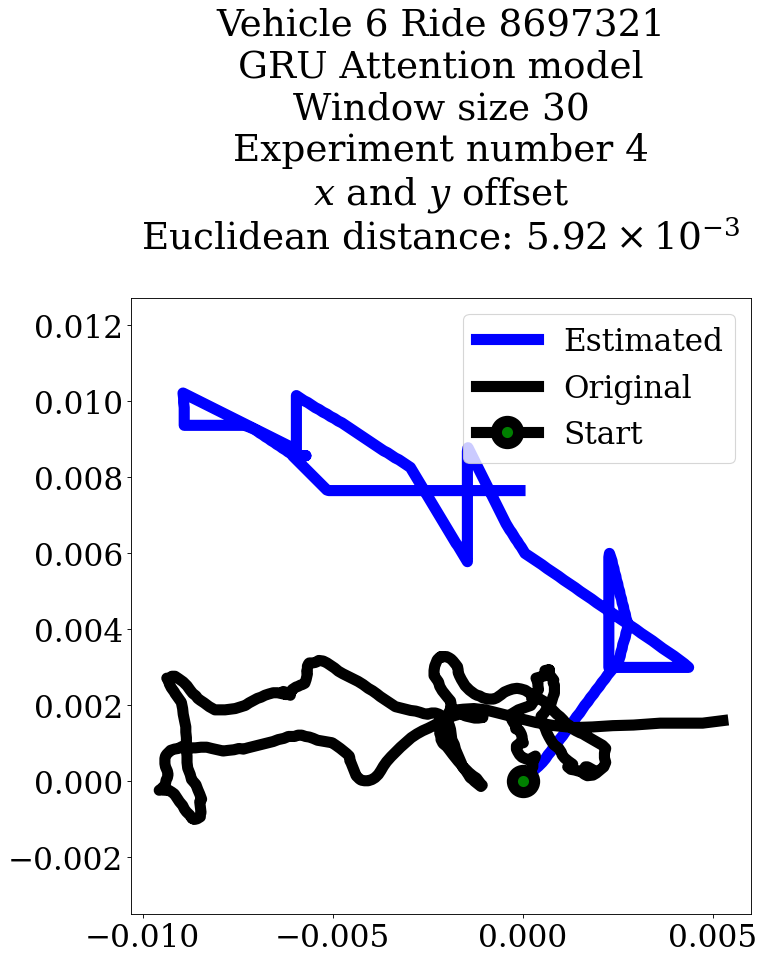 Vehicle 6 Ride 8697321
GRU Attention model
Window size 30
Experiment number 4
x and y offset
Euclidean distance: 5.92 × 10⁻³
Estimated
Original
Start
0.012
0.010
0.008
0.006
0.004
0.002
0.000
−0.002
−0.010 −0.005 0.000 0.005